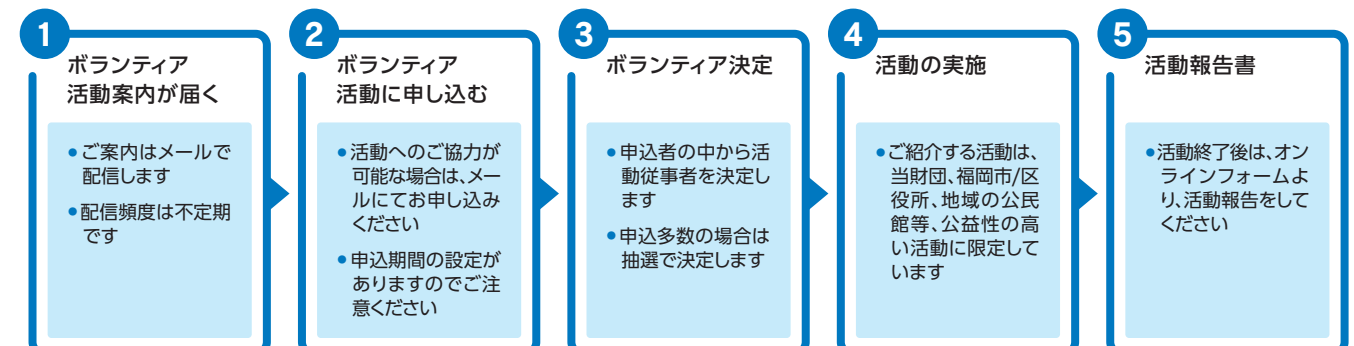 1
ボランティア
活動案内が届く
●ご案内はメールで
配信します
●配信頻度は不定期
です
2
ボランティア
活動に申し込む
●活動へのご協力が
可能な場合は、メー
ルにてお申し込み
ください
●申込期間の設定が
ありますのでご注
意ください
3
ボランティア決定
●申込者の中から活
動従事者を決定し
ます
●申込多数の場合は
抽選で決定します
4
活動の実施
●ご紹介する活動は、
当財団、福岡市/区
役所、地域の公民
館等、公益性の高
い活動に限定して
います
5
活動報告書
●活動終了後は、オン
ラインフォームよ
り、活動報告をして
ください